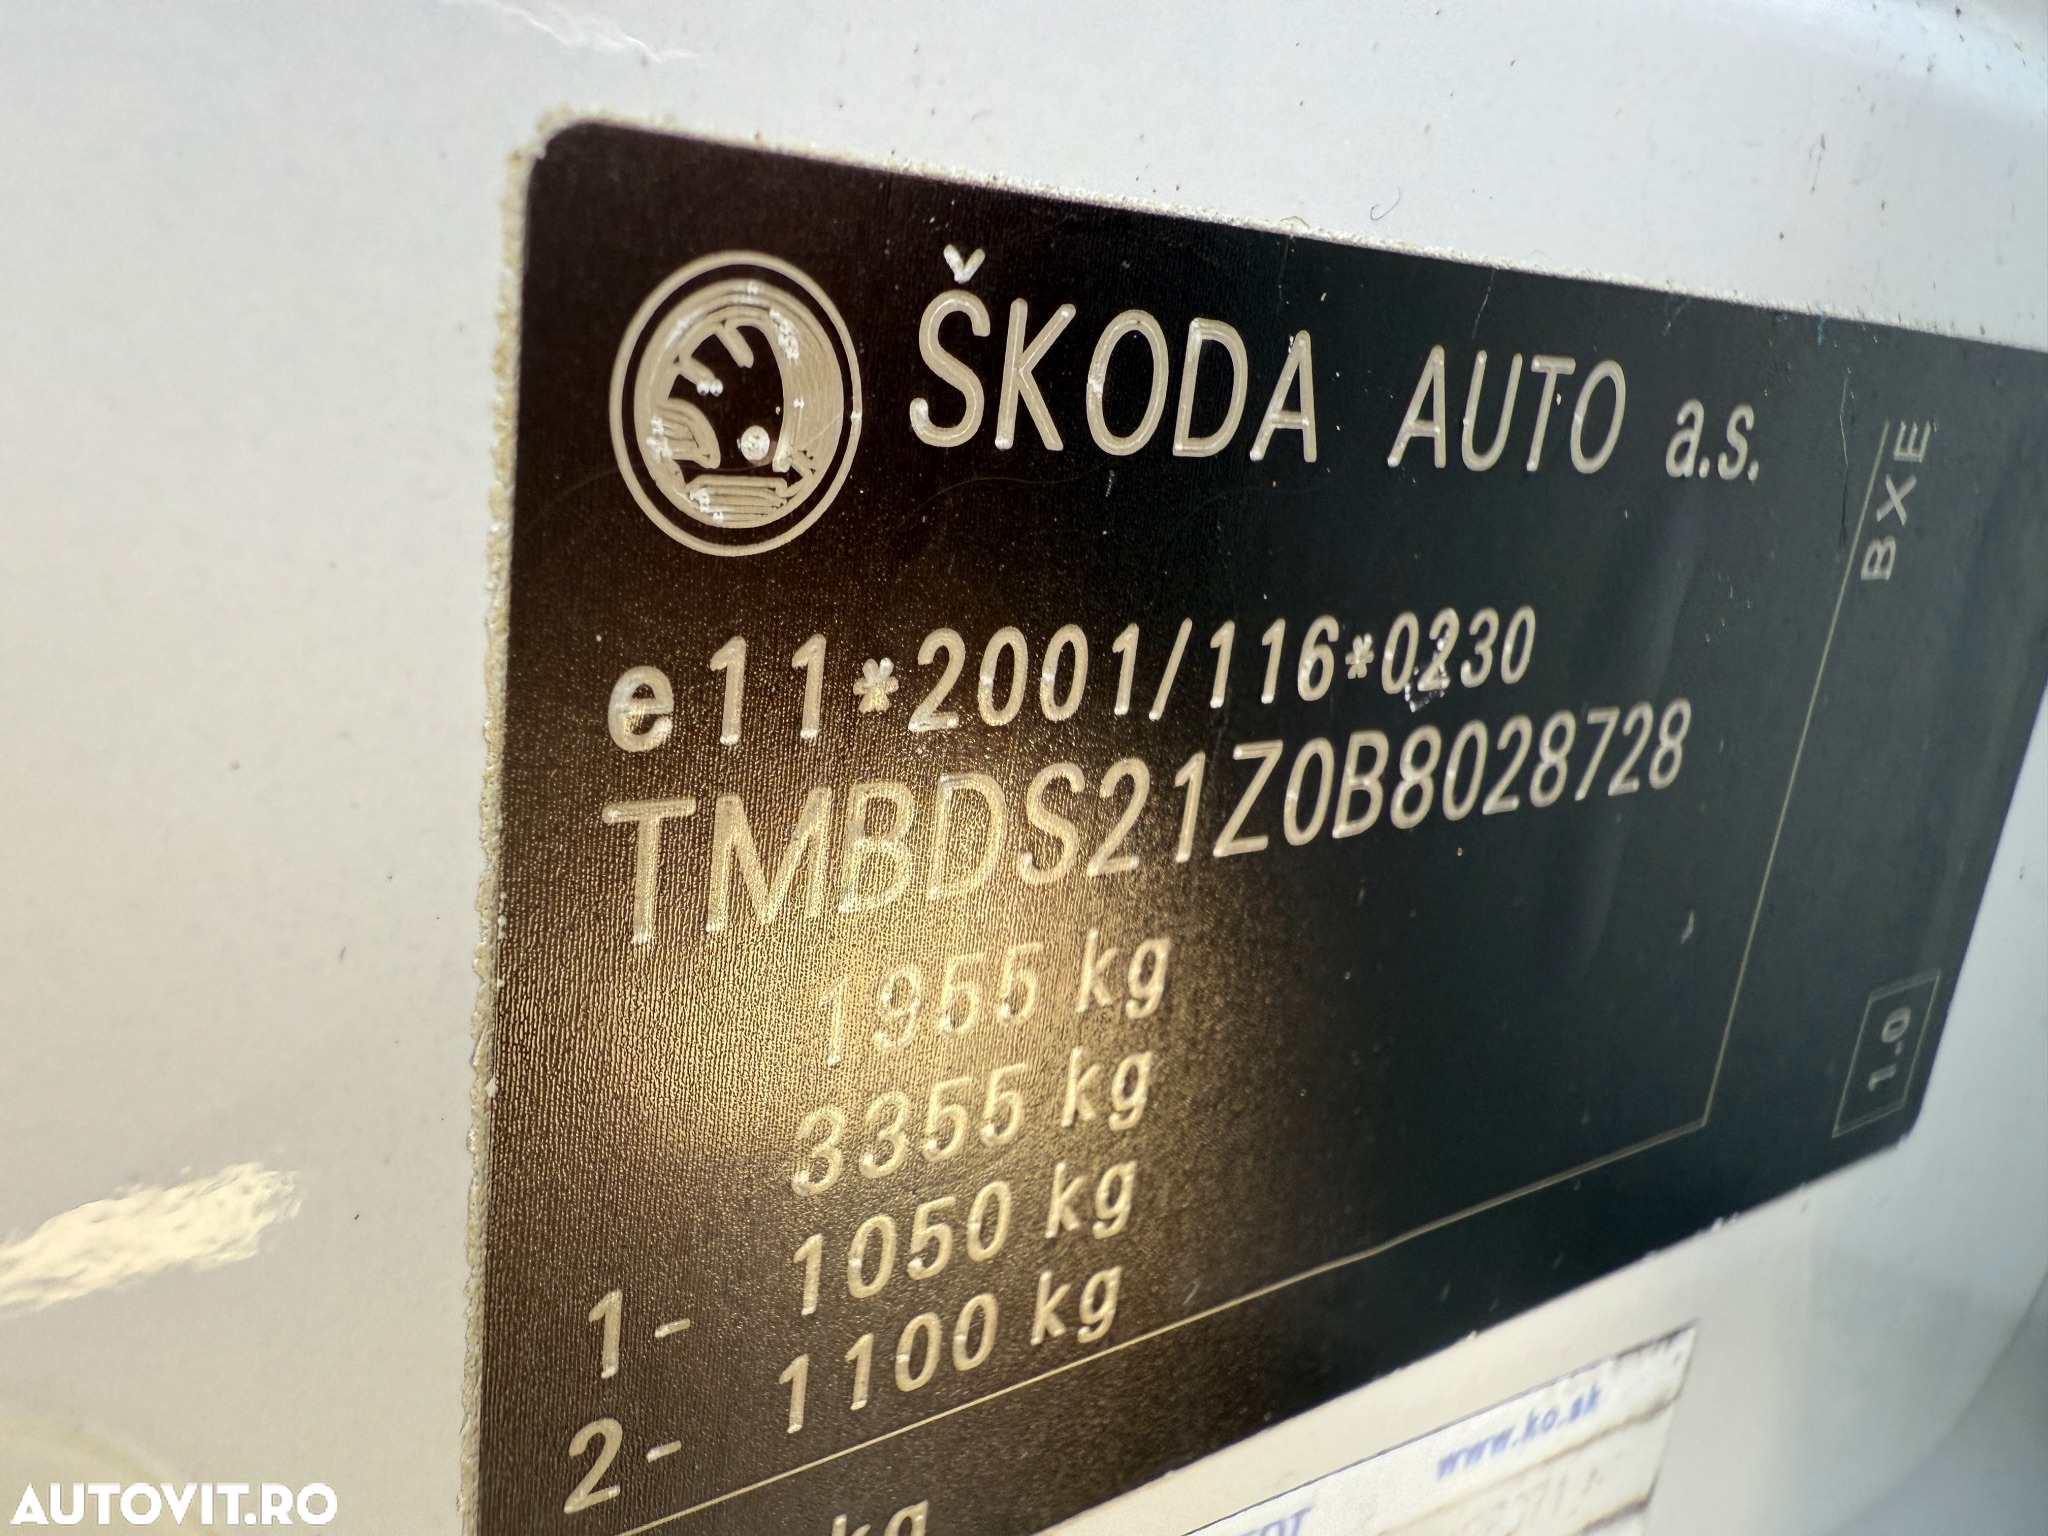 ŠKODA AUTO a.s.
BXE
e11*2001/116*0230
TMBDS21Z0B8028728
1955 kg
3355 kg
1- 1050 kg
2- 1100 kg
1.0
kg
www.ko.sk
AUTOVIT.RO